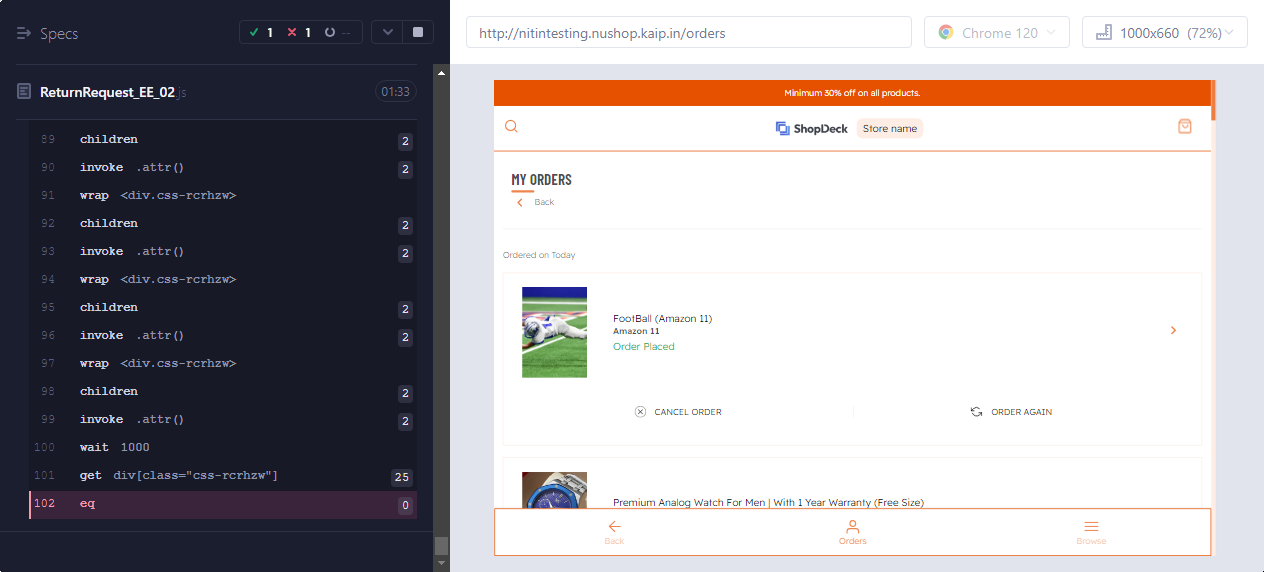 Specs
1
1
--
ReturnRequest_EE_02.js
01:33
89 children 2
90 invoke .attr() 2
91 wrap <div.css-rcrhzw>
92 children 2
93 invoke .attr() 2
94 wrap <div.css-rcrhzw>
95 children 2
96 invoke .attr() 2
97 wrap <div.css-rcrhzw>
98 children 2
99 invoke .attr() 2
100 wait 1000
101 get div[class="css-rcrhzw"] 25
102 eq 0
http://nitintesting.nushop.kaip.in/orders
Chrome 120
1000x660 (72%)
Minimum 30% off on all products.
ShopDeck
Store name
MY ORDERS
Back
Ordered on Today
FootBall (Amazon 11)
Amazon 11
Order Placed
CANCEL ORDER
ORDER AGAIN
Premium Analog Watch For Men | With 1 Year Warranty (Free Size)
Back
Orders
Browse